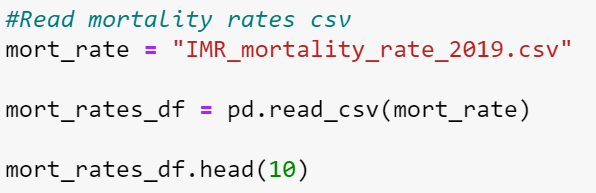 #Read mortality rates csv
mort_rate = "IMR_mortality_rate_2019.csv"
mort_rates_df = pd.read_csv(mort_rate)
mort_rates_df.head(10)